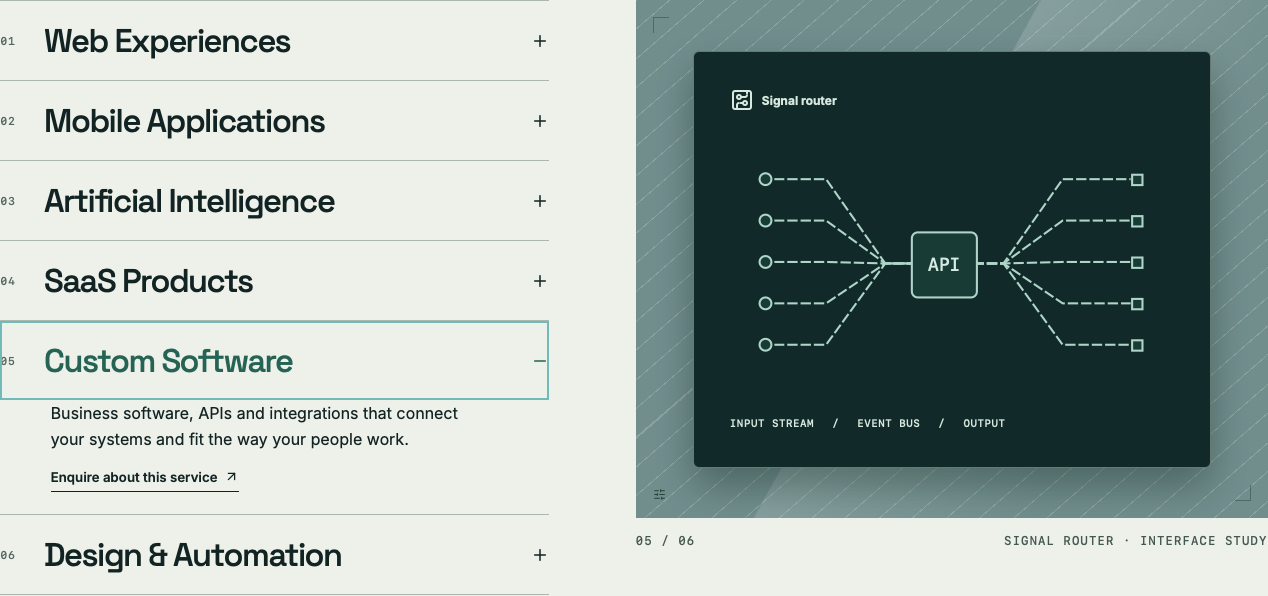 01 Web Experiences +
02 Mobile Applications +
03 Artificial Intelligence +
04 SaaS Products +
05 Custom Software −
Business software, APIs and integrations that connect
your systems and fit the way your people work.
Enquire about this service ↗
06 Design & Automation +
Signal router
API
INPUT STREAM / EVENT BUS / OUTPUT
05 / 06
SIGNAL ROUTER · INTERFACE STUDY